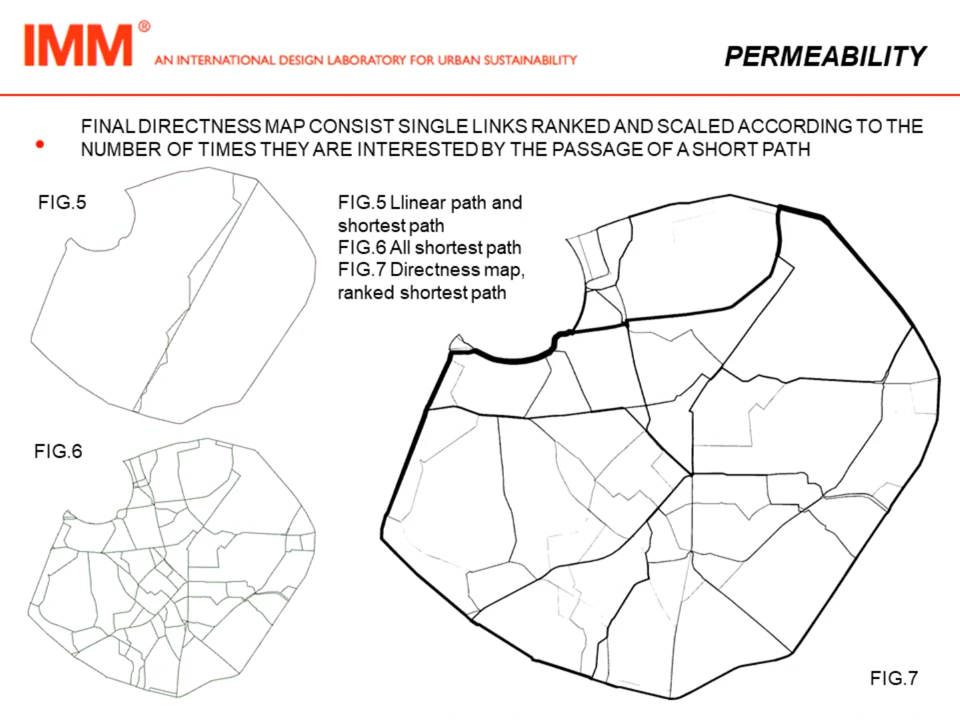 IMM®
AN INTERNATIONAL DESIGN LABORATORY FOR URBAN SUSTAINABILITY
PERMEABILITY
• FINAL DIRECTNESS MAP CONSIST SINGLE LINKS RANKED AND SCALED ACCORDING TO THE
NUMBER OF TIMES THEY ARE INTERESTED BY THE PASSAGE OF A SHORT PATH
FIG.5
FIG.5 Llinear path and
shortest path
FIG.6 All shortest path
FIG.7 Directness map,
ranked shortest path
FIG.6
FIG.7